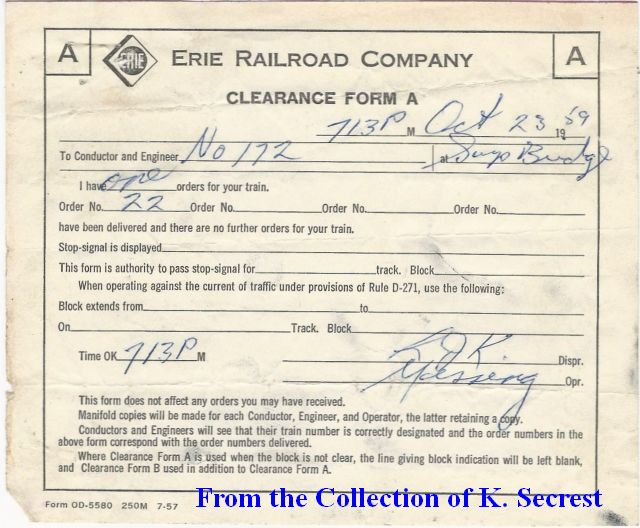 A ERIE ERIE RAILROAD COMPANY A
CLEARANCE FORM A
713P M Oct 23 1959
To Conductor and Engineer No 172 at Bridge
I have one orders for your train.
Order No. 22 Order No. Order No. Order No.
have been delivered and there are no further orders for your train.
Stop-signal is displayed
This form is authority to pass stop-signal for track. Block
When operating against the current of traffic under provisions of Rule D-271, use the following:
Block extends from to
On Track. Block
Time OK 713P M Dispr.
Opr.
This form does not affect any orders you may have received.
Manifold copies will be made for each Conductor, Engineer, and Operator, the latter retaining a copy.
Conductors and Engineers will see that their train number is correctly designated and the order numbers in the
above form correspond with the order numbers delivered.
Where Clearance Form A is used when the block is not clear, the line giving block indication will be left blank,
and Clearance Form B used in addition to Clearance Form A.
Form OD-5580 250M 7-57
From the Collection of K. Secrest